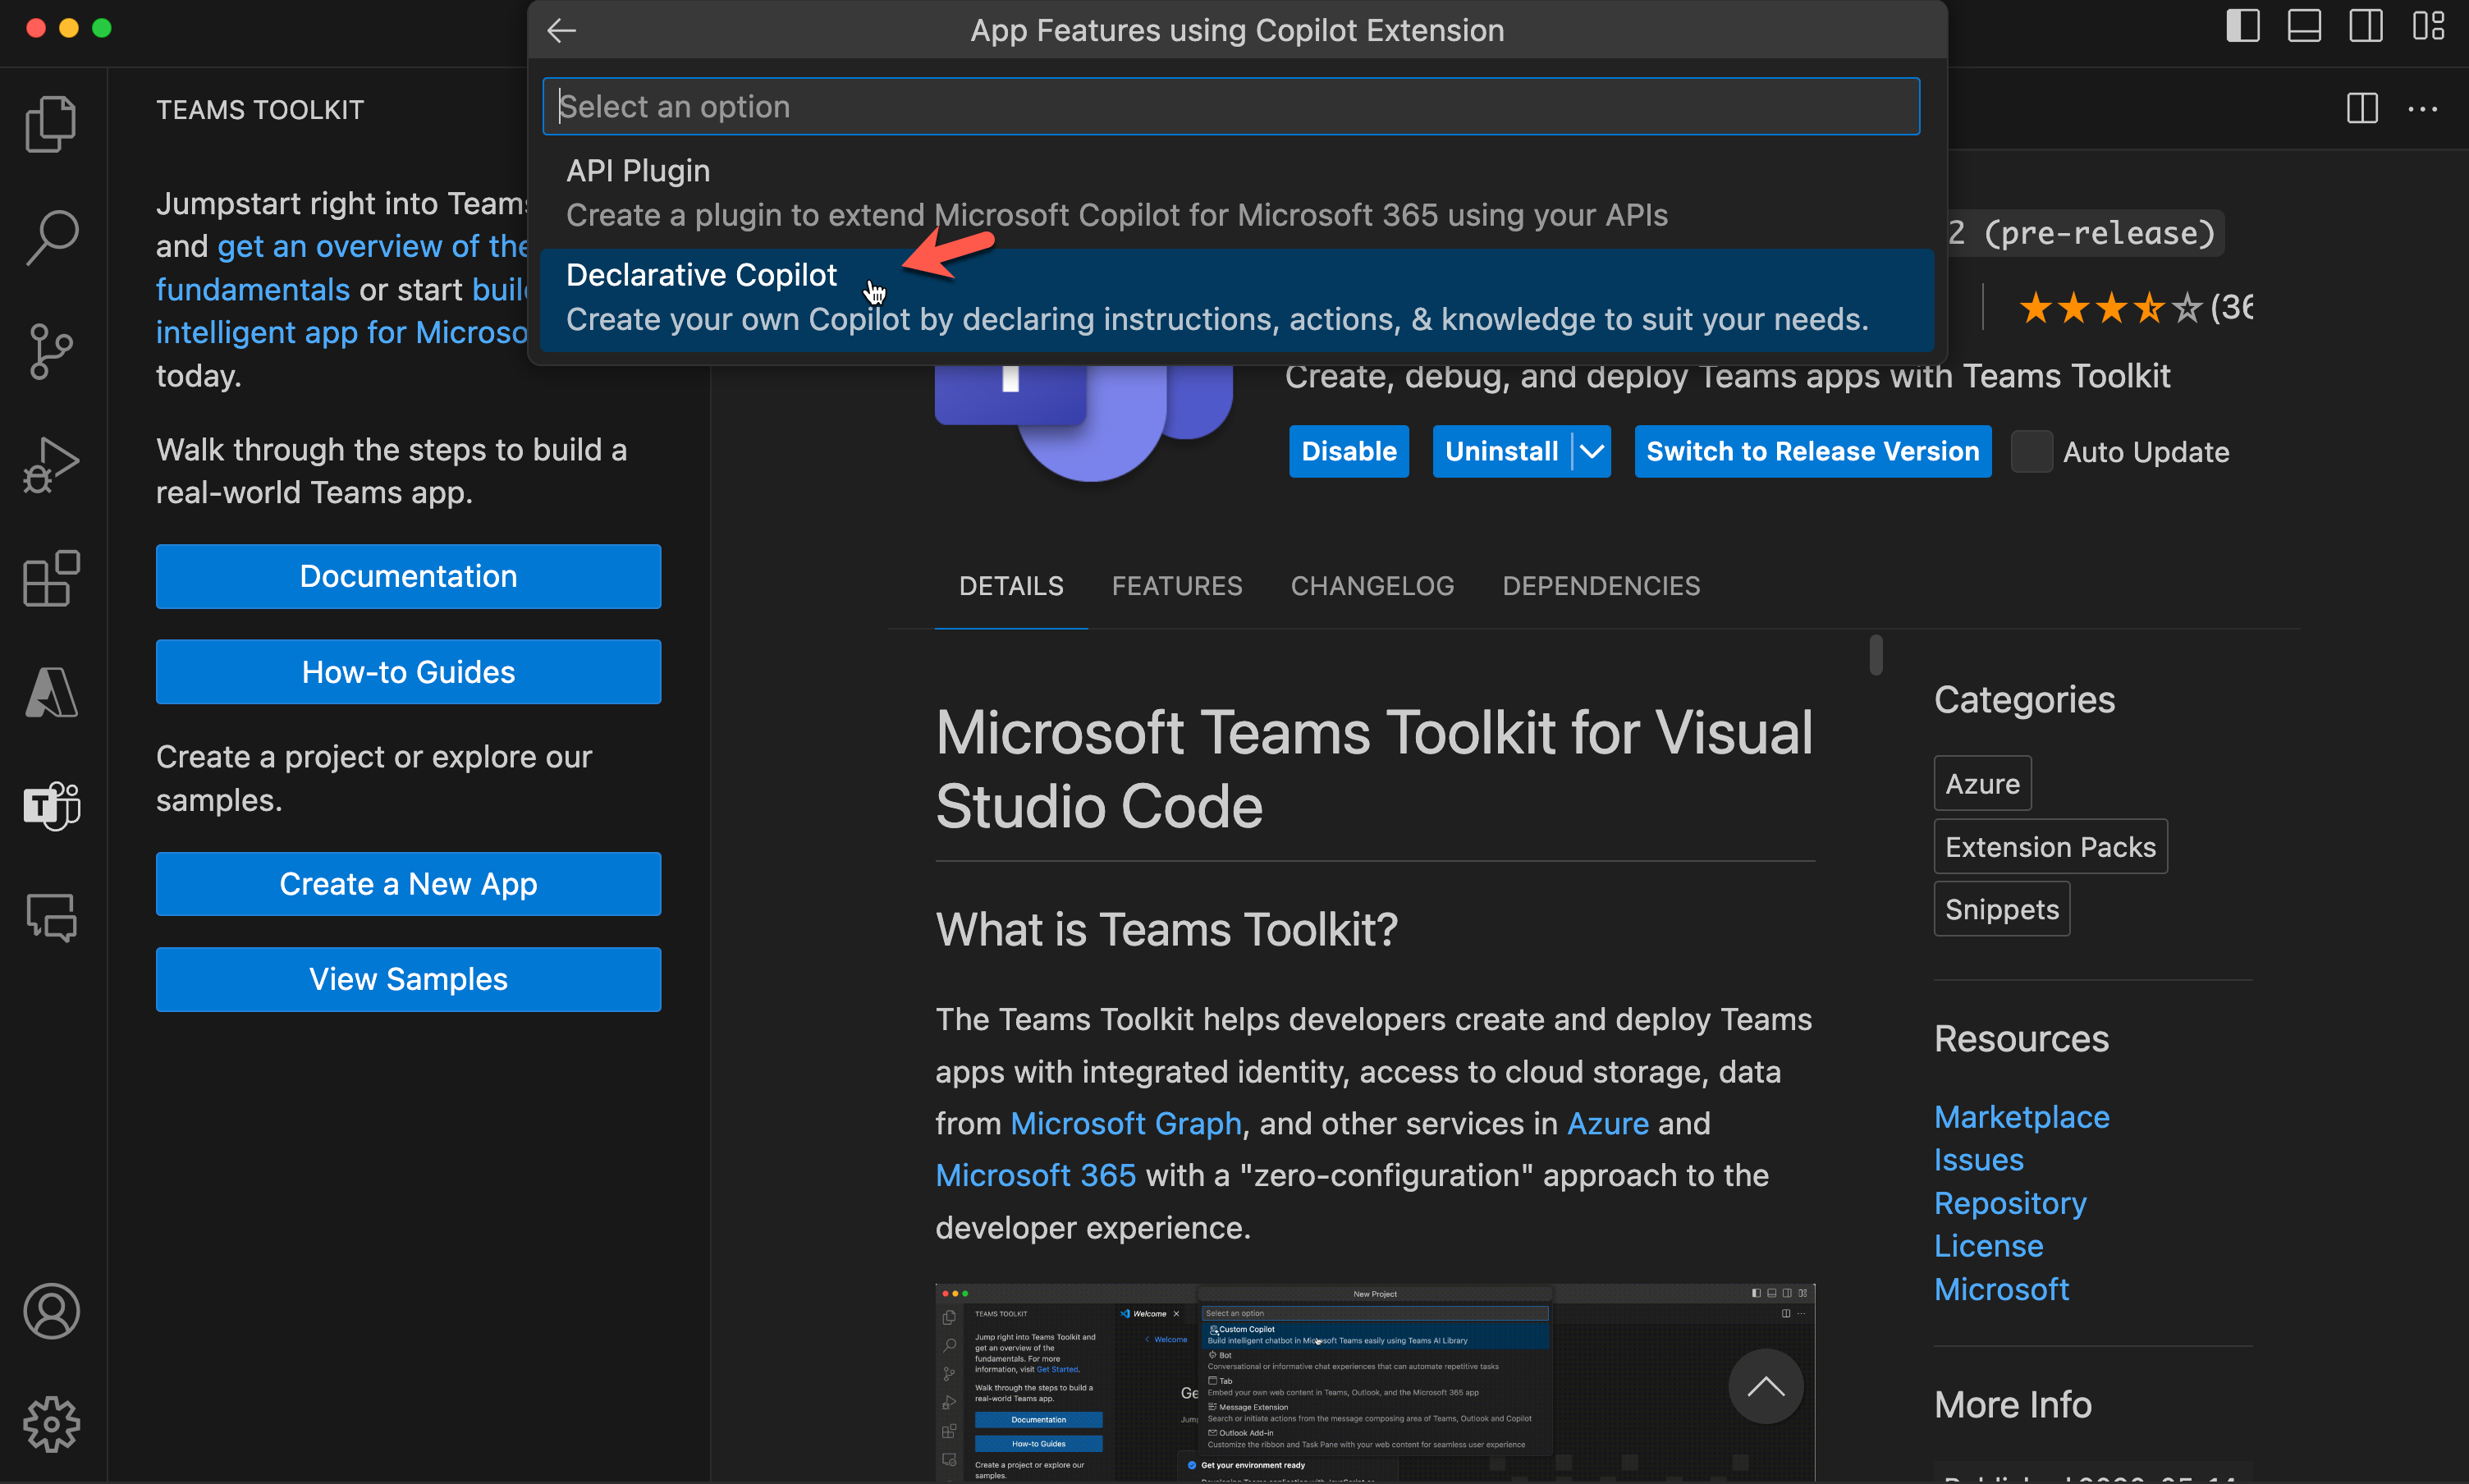 App Features using Copilot Extension
Select an option
API Plugin
Create a plugin to extend Microsoft Copilot for Microsoft 365 using your APIs
Declarative Copilot
Create your own Copilot by declaring instructions, actions, & knowledge to suit your needs.
TEAMS TOOLKIT
Jumpstart right into Teams
and get an overview of the
fundamentals or start
intelligent app for
today.
Walk through the steps to build a
real-world Teams app.
Documentation
How-to Guides
Create a project or explore our
samples.
Create a New App
View Samples
2 (pre-release)
(36
Create, debug, and deploy Teams apps with Teams Toolkit
Disable
Uninstall
Switch to Release Version
Auto Update
DETAILS
FEATURES
CHANGELOG
DEPENDENCIES
Microsoft Teams Toolkit for Visual
Studio Code
What is Teams Toolkit?
The Teams Toolkit helps developers create and deploy Teams
apps with integrated identity, access to cloud storage, data
from Microsoft Graph, and other services in Azure and
Microsoft 365 with a "zero-configuration" approach to the
developer experience.
New Project
TEAMS TOOLKIT
Jump right into Teams Toolkit and
get an overview of the
fundamentals. For more
information, visit Get Started.
Walk through the steps to build a
real-world Teams app.
Documentation
How-to Guides
Create a project or explore our
samples.
Welcome
Welcome
Select an option
Custom Copilot
Build intelligent chatbot in Microsoft Teams easily using Teams AI Library
Bot
Conversational or informative chat experiences that can automate repetitive tasks
Tab
Embed your own web content in Teams, Outlook, and the Microsoft 365 app
Message Extension
Search or initiate actions from the message composing area of Teams, Outlook and Copilot
Outlook Add-in
Customize the ribbon and Task Pane with your web content for seamless user experience
Get your environment ready
Categories
Azure
Extension Packs
Snippets
Resources
Marketplace
Issues
Repository
License
Microsoft
More Info